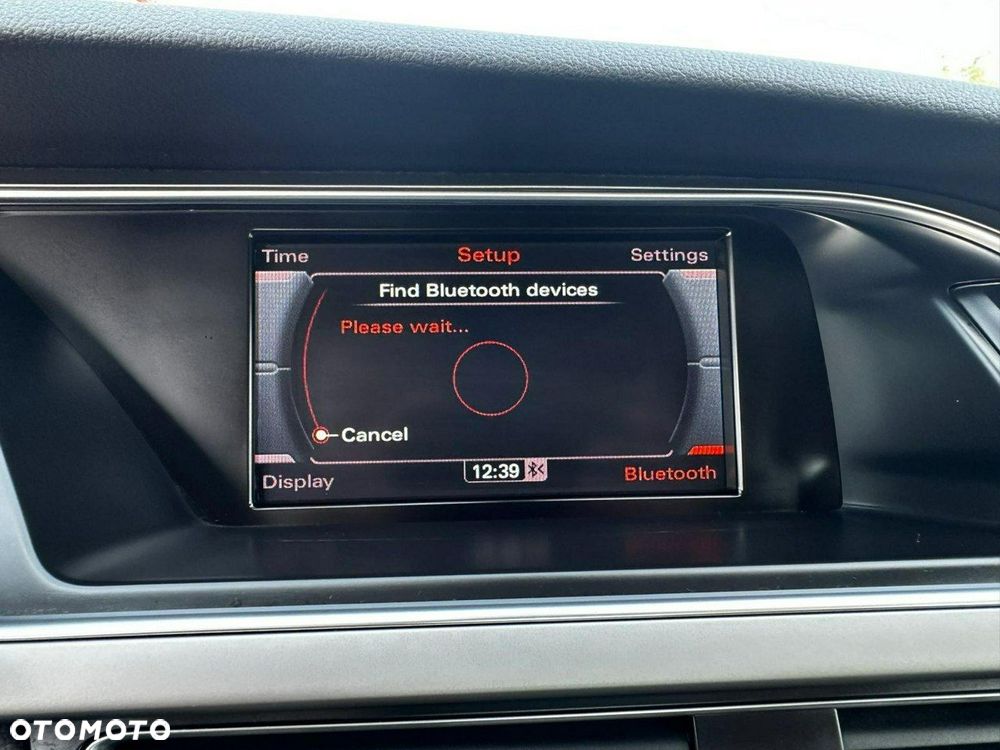 Time
Setup
Settings
Find Bluetooth devices
Please wait...
Cancel
Display
12:39
Bluetooth
OTOMOTO